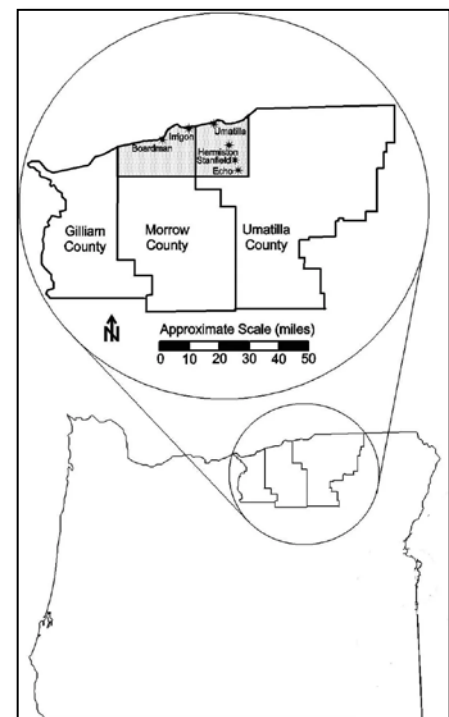 Umatilla
Irrigon
Boardman
Hermiston
Stanfield
Echo
Gilliam
County
Morrow
County
Umatilla
County
N
Approximate Scale (miles)
0 10 20 30 40 50